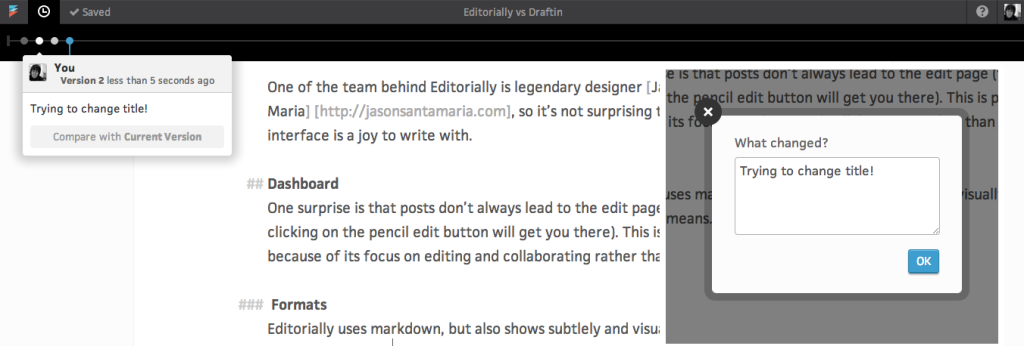 Saved
Editorially vs Draftin
?
You
Version 2 less than 5 seconds ago
Trying to change title!
Compare with Current Version
One of the team behind Editorially is legendary designer [Ja
Maria] [http://jasonsantamaria.com], so it's not surprising t
interface is a joy to write with.
## Dashboard
One surprise is that posts don't always lead to the edit page
clicking on the pencil edit button will get you there). This is
because of its focus on editing and collaborating rather tha
### Formats
Editorially uses markdown, but also shows subtlely and visua
rise is that posts don't always lead to the edit page (
the pencil edit button will get you there). This is p
its fo
than
uses ma
visually
means.
What changed?
Trying to change title!
OK